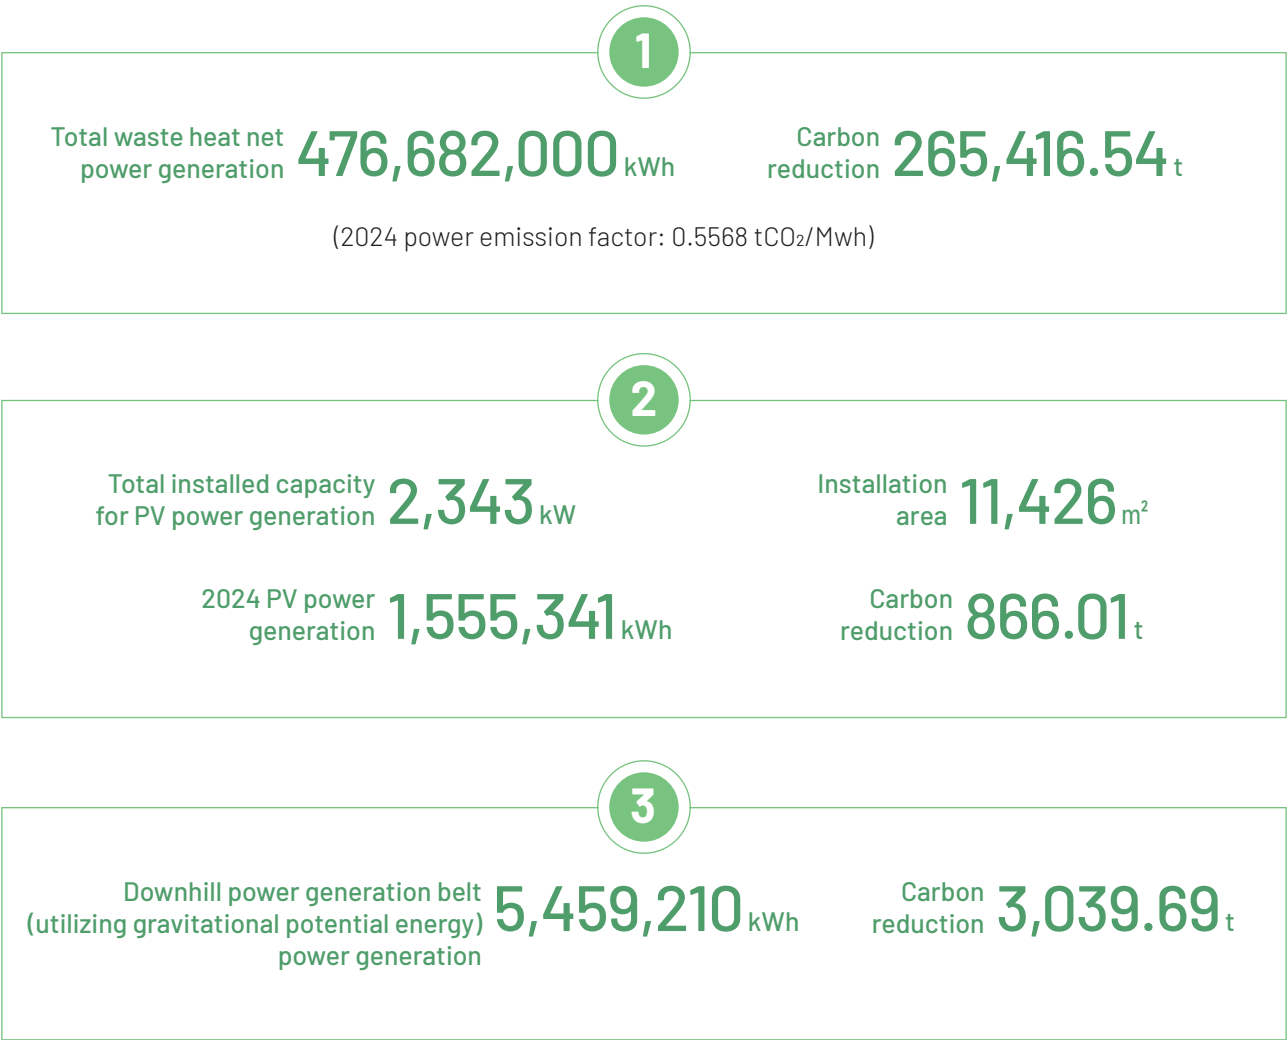 1
Total waste heat net
power generation
476,682,000 kWh
Carbon
reduction
265,416.54 t
(2024 power emission factor: 0.5568 tCO₂/Mwh)
2
Total installed capacity
for PV power generation
2,343 kW
Installation
area
11,426 m²
2024 PV power
generation
1,555,341 kWh
Carbon
reduction
866.01 t
3
Downhill power generation belt
(utilizing gravitational potential energy)
power generation
5,459,210 kWh
Carbon
reduction
3,039.69 t